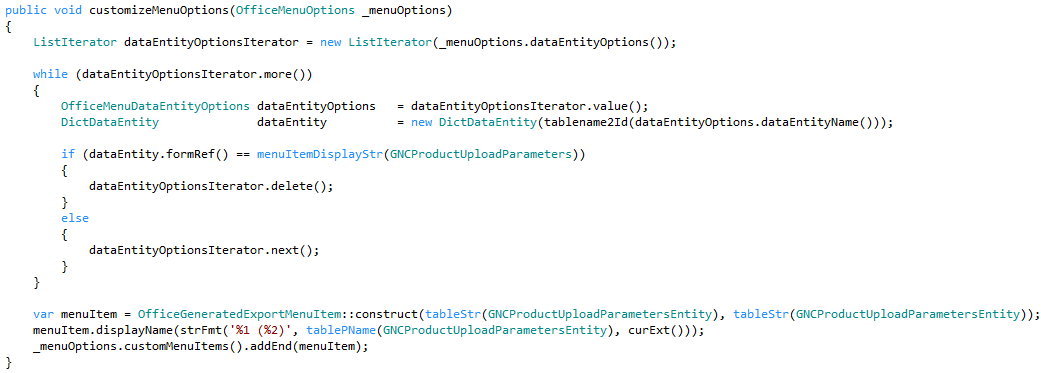 public void customizeMenuOptions(OfficeMenuOptions _menuOptions)
{
    ListIterator dataEntityOptionsIterator = new ListIterator(_menuOptions.dataEntityOptions());

    while (dataEntityOptionsIterator.more())
    {
        OfficeMenuDataEntityOptions dataEntityOptions   = dataEntityOptionsIterator.value();
        DictDataEntity              dataEntity          = new DictDataEntity(tablename2Id(dataEntityOptions.dataEntityName()));

        if (dataEntity.formRef() == menuItemDisplayStr(GNCProductUploadParameters))
        {
            dataEntityOptionsIterator.delete();
        }
        else
        {
            dataEntityOptionsIterator.next();
        }
    }

    var menuItem = OfficeGeneratedExportMenuItem::construct(tableStr(GNCProductUploadParametersEntity), tableStr(GNCProductUploadParametersEntity));
    menuItem.displayName(strFmt('%1 (%2)', tablePName(GNCProductUploadParametersEntity), curExt()));
    _menuOptions.customMenuItems().addEnd(menuItem);
}